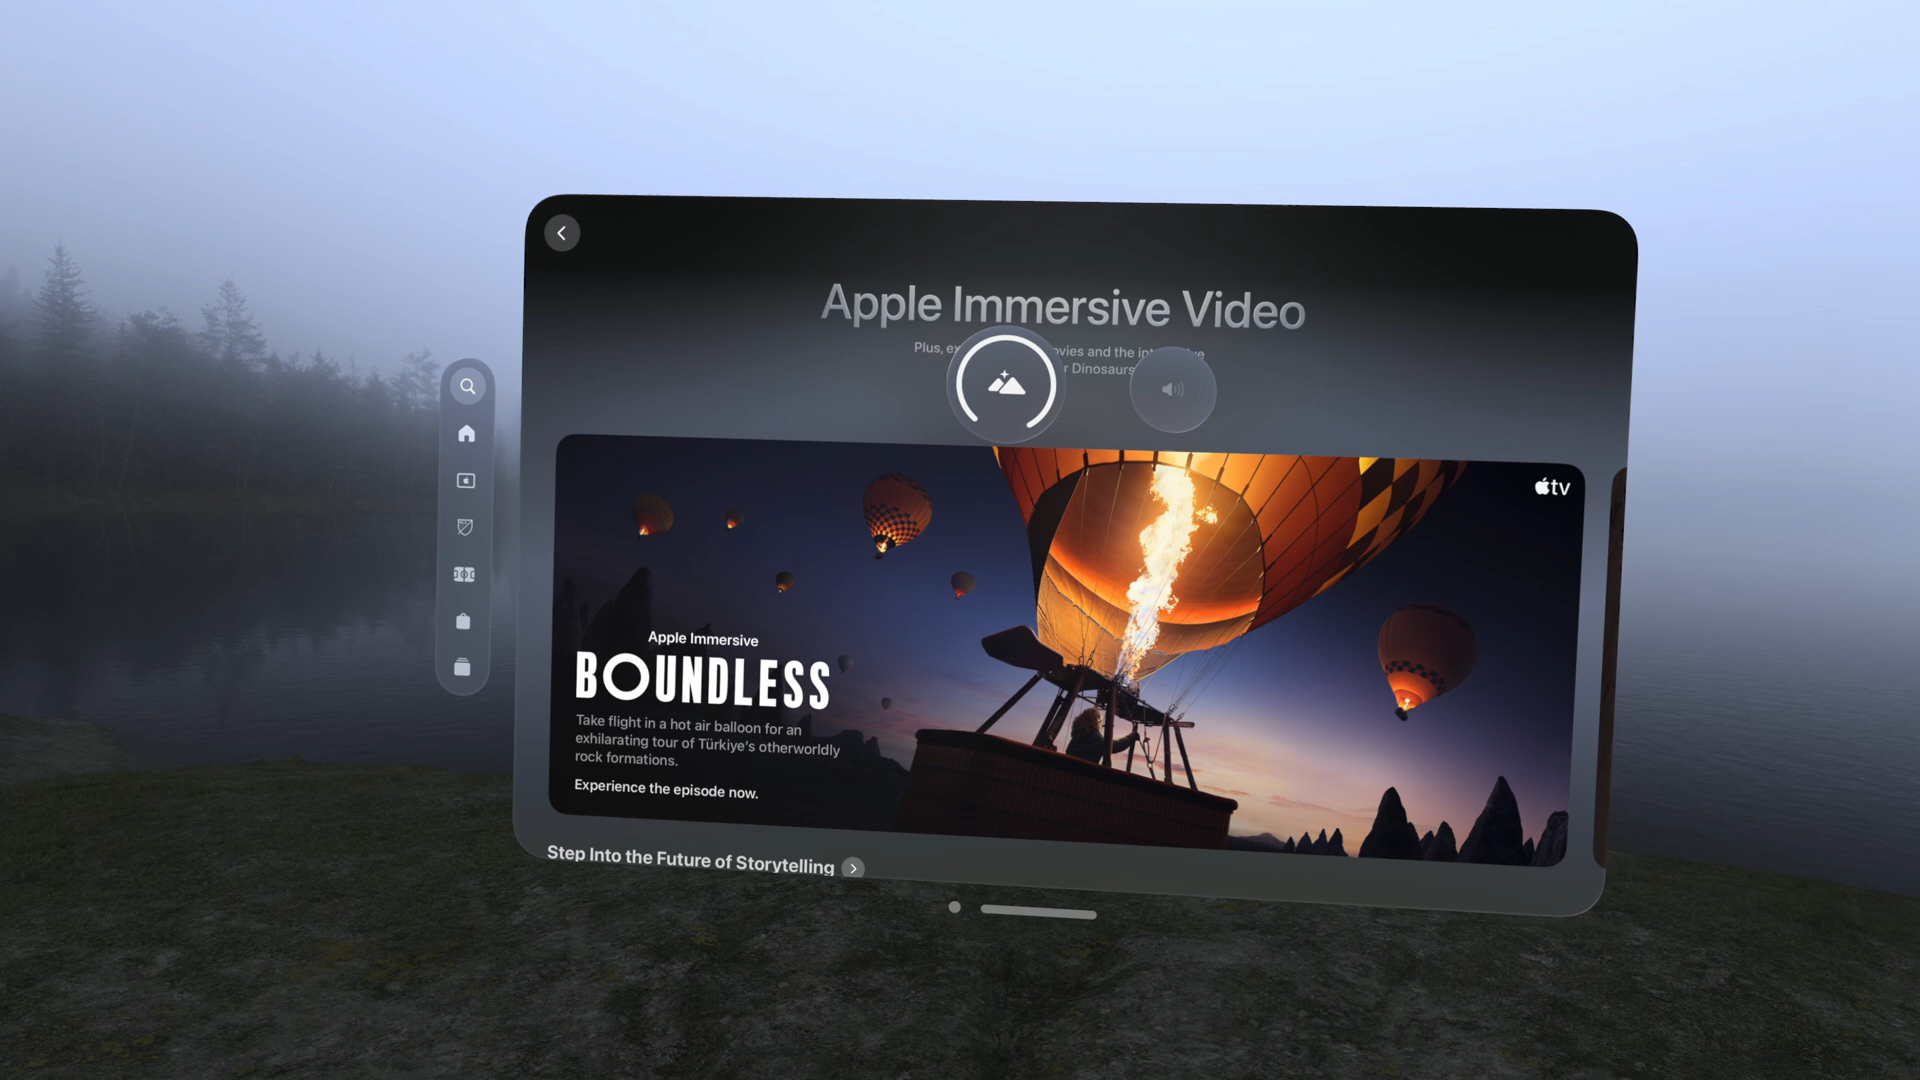 Apple Immersive Video
Plus, ovies and the
r Dinosaurs
tv
Apple Immersive
BOUNDLESS
Take flight in a hot air balloon for an
exhilarating tour of Türkiye's otherworldly
rock formations.
Experience the episode now.
Step Into the Future of Storytelling